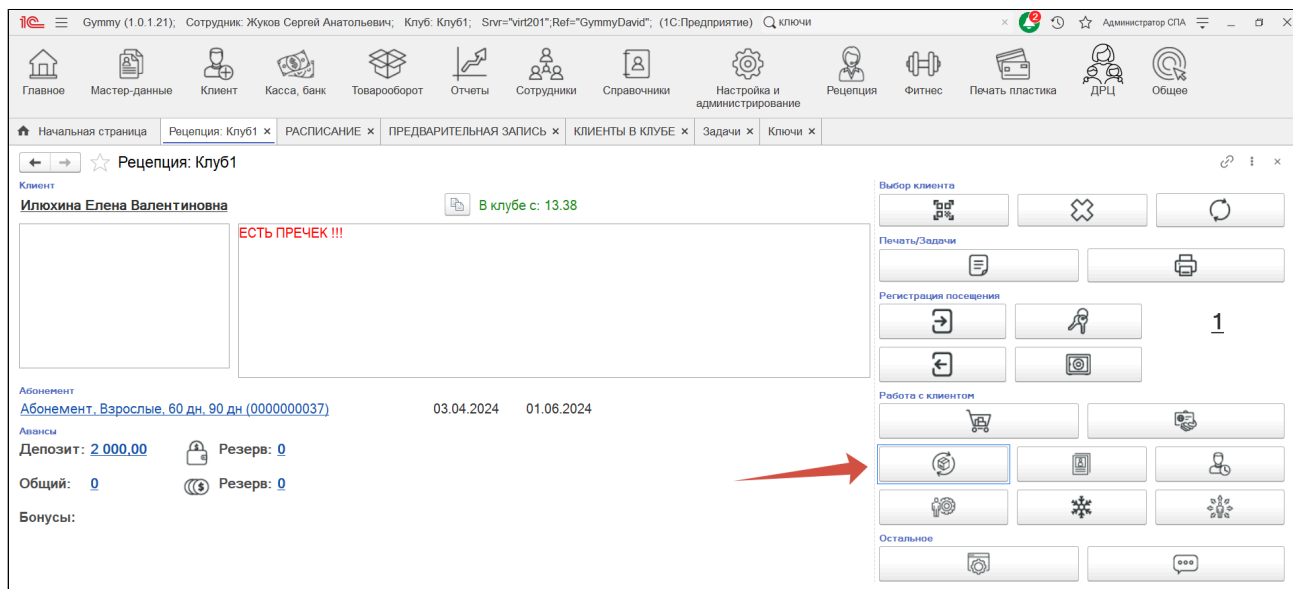 Gymmy (1.0.1.21); Сотрудник: Жуков Сергей Анатольевич; Клуб: Клуб1; Srvr="virt201";Ref="GymmyDavid"; (1С:Предприятие) ключи 2 Администратор СПА
Главное Мастер-данные Клиент Касса, банк Товарооборот Отчеты Сотрудники Справочники Настройка и администрирование Рецепция Фитнес Печать пластика ДРЦ Общее
Начальная страница Рецепция: Клуб1 × РАСПИСАНИЕ × ПРЕДВАРИТЕЛЬНАЯ ЗАПИСЬ × КЛИЕНТЫ В КЛУБЕ × Задачи × Ключи ×
Рецепция: Клуб1
Клиент Выбор клиента
Илюхина Елена Валентиновна В клубе с: 13.38
ЕСТЬ ПРЕЧЕК !!!
Печать/Задачи
Регистрация посещения
1
Абонемент
Абонемент, Взрослые, 60 дн, 90 дн (0000000037) 03.04.2024 01.06.2024
Работа с клиентом
Авансы
Депозит: 2 000,00 Резерв: 0
Общий: 0 Резерв: 0
Бонусы:
Остальное